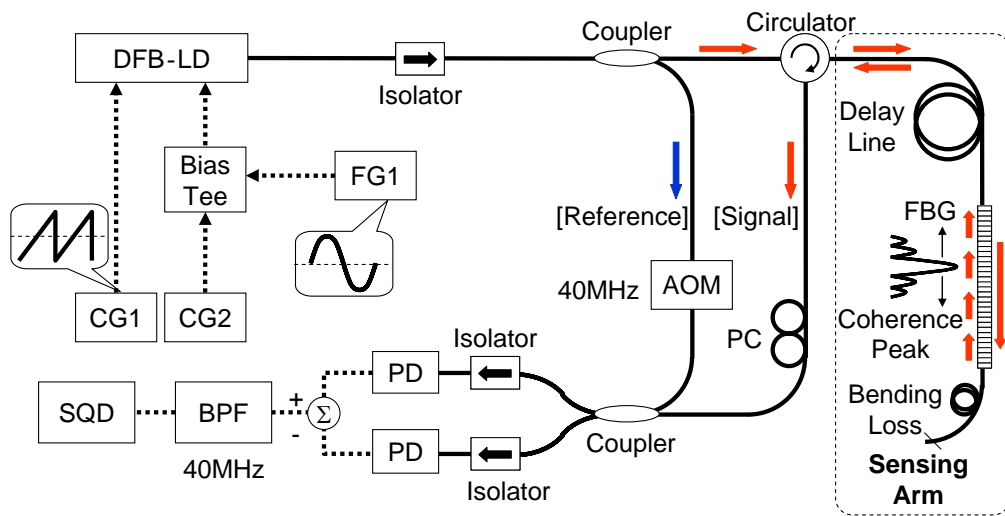 Coupler
Circulator
DFB-LD
Isolator
Delay
Line
Bias
Tee
FG1
[Reference]
[Signal]
FBG
40MHz
AOM
CG1
CG2
PC
Coherence
Peak
Isolator
PD
SQD
BPF
+
Σ
-
Bending
Loss
Coupler
PD
40MHz
Isolator
Sensing
Arm